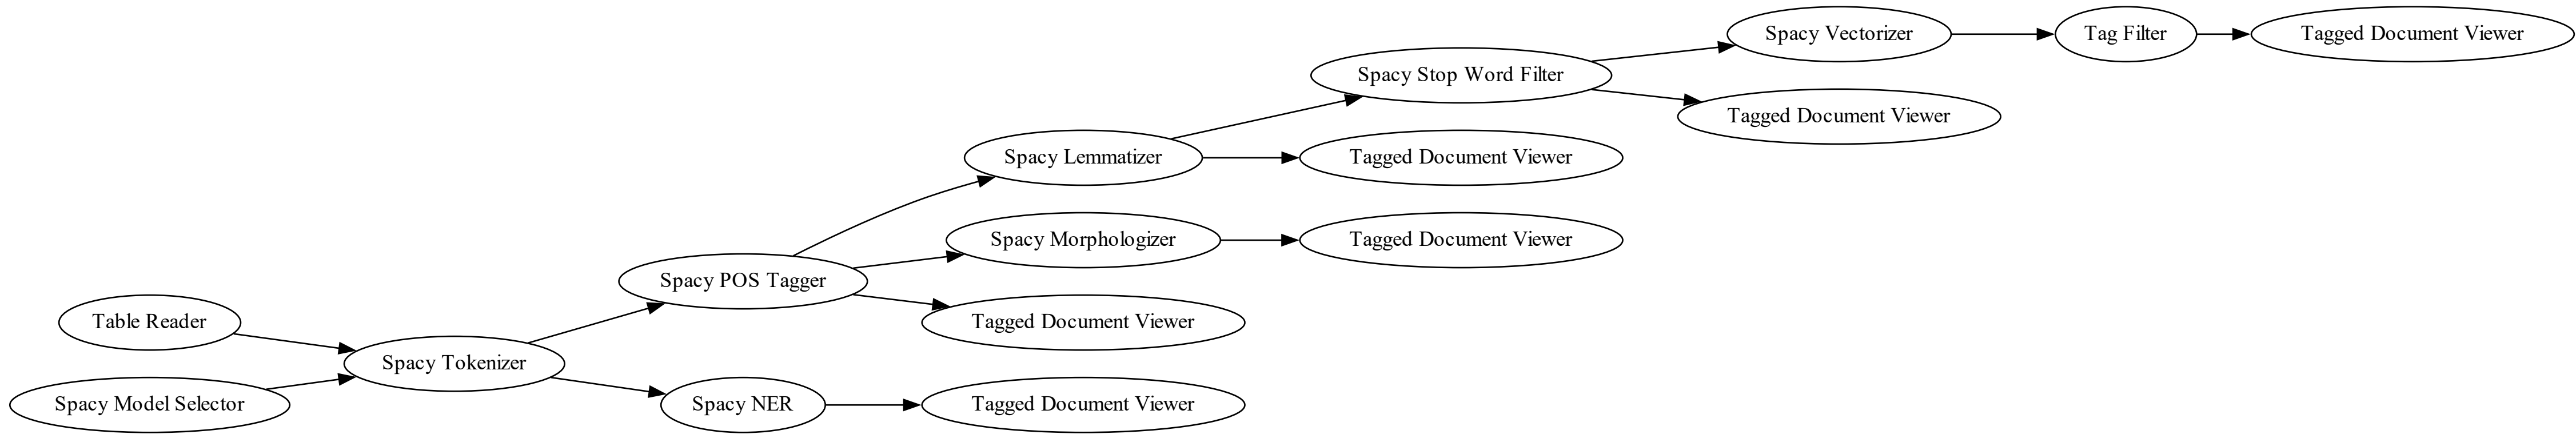 Spacy Vectorizer
Tag Filter
Tagged Document Viewer
Spacy Stop Word Filter
Tagged Document Viewer
Spacy Lemmatizer
Tagged Document Viewer
Spacy Morphologizer
Tagged Document Viewer
Spacy POS Tagger
Tagged Document Viewer
Table Reader
Spacy Tokenizer
Spacy Model Selector
Spacy NER
Tagged Document Viewer